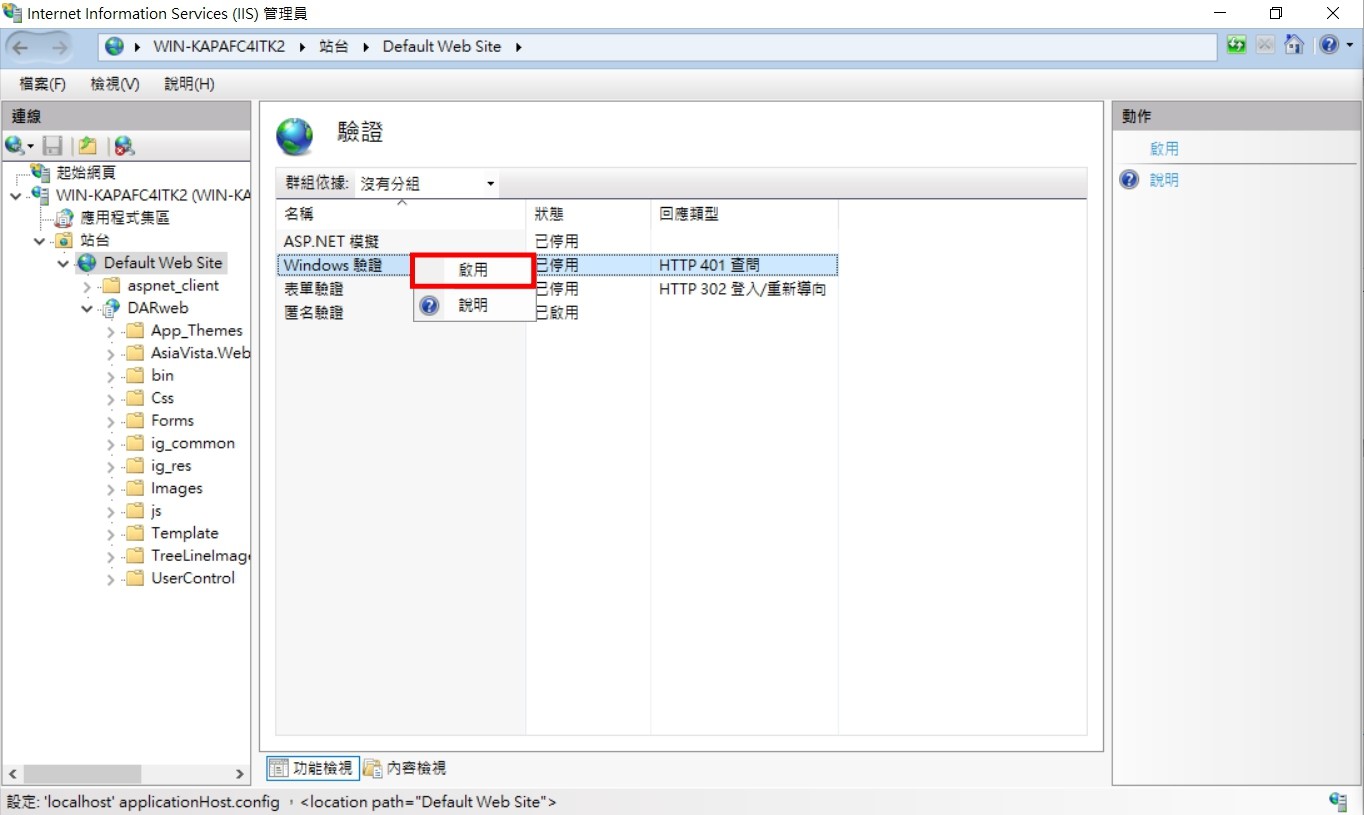 Internet Information Services (IIS) 管理員
WIN-KAPAFC4ITK2 站台 Default Web Site
檔案(F) 檢視(V) 說明(H)
連線
起始網頁
WIN-KAPAFC4ITK2 (WIN-KA
應用程式集區
站台
Default Web Site
aspnet_client
DARweb
App_Themes
AsiaVista.Web
bin
Css
Forms
ig_common
ig_res
Images
js
Template
TreeLineImage
UserControl
驗證
群組依據: 沒有分組
名稱 狀態 回應類型
ASP.NET 模擬 已停用
Windows 驗證 已停用 HTTP 401 查問
表單驗證 已停用 HTTP 302 登入/重新導向
匿名驗證 已啟用
啟用
說明
功能檢視 內容檢視
動作
啟用
說明
設定: 'localhost' applicationHost.config ，<location path="Default Web Site">